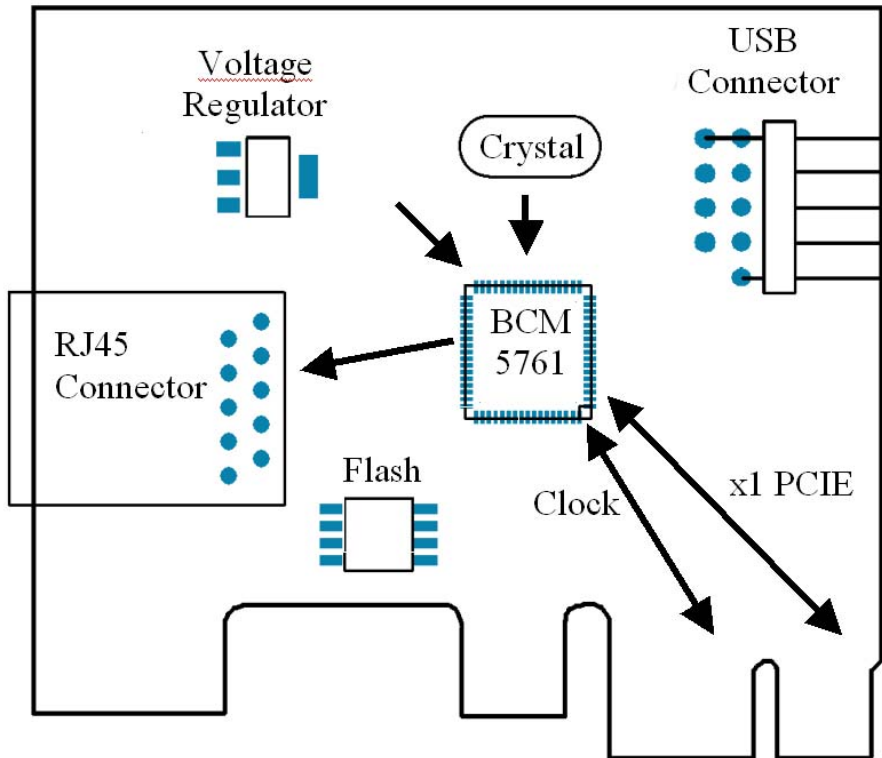 Voltage
Regulator
USB
Connector
Crystal
BCM
5761
RJ45
Connector
Flash
Clock
x1 PCIE